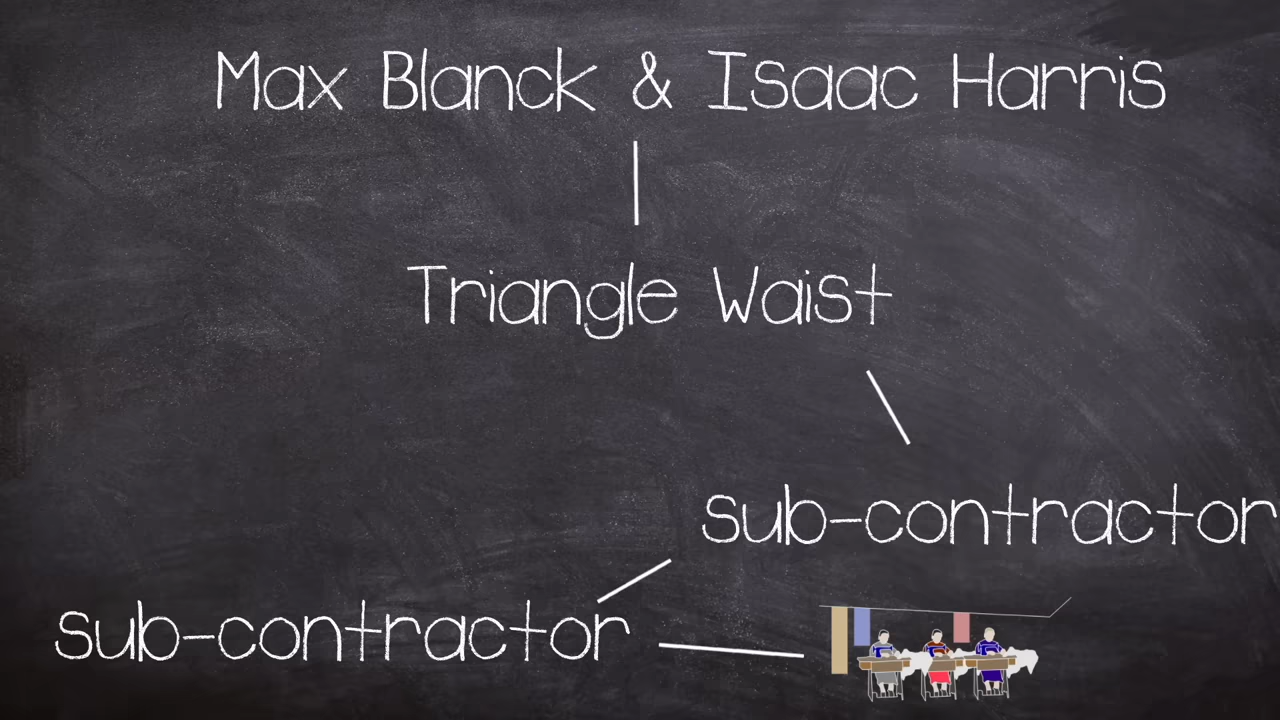 Max Blanck & Isaac Harris
Triangle Waist
sub-contractor
sub-contractor